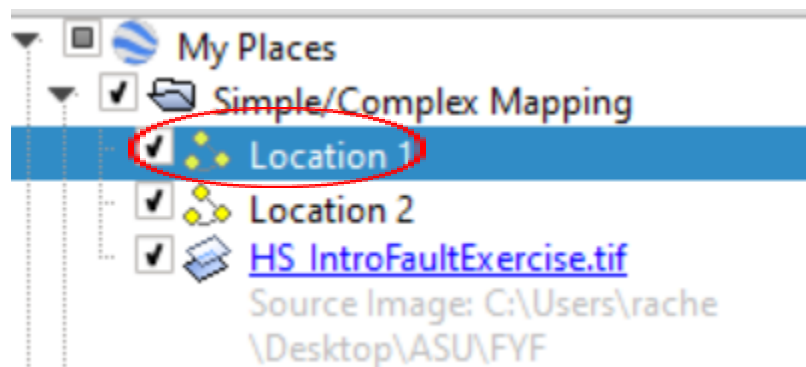 My Places
Simple/Complex Mapping
Location 1
Location 2
HS_IntroFaultExercise.tif
Source Image: C:\Users\rache
\Desktop\ASU\FYF